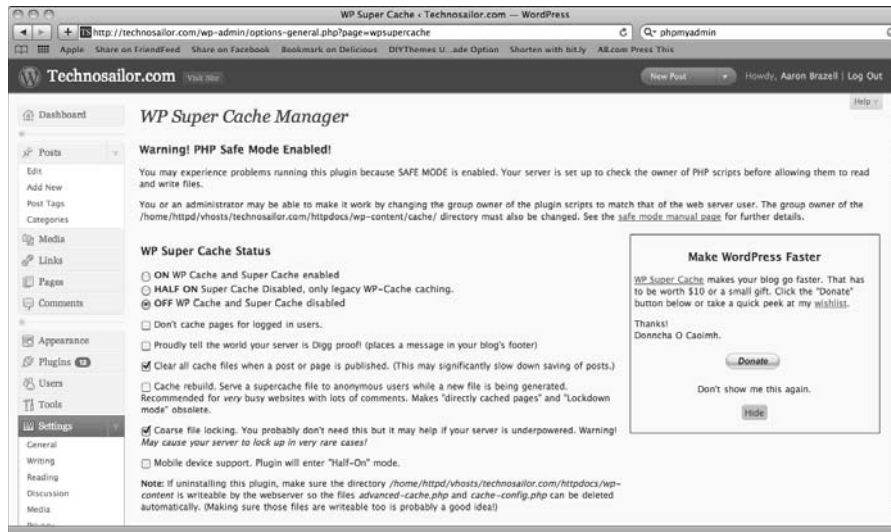 WP Super Cache ‹ Technosailor.com — WordPress
http://technosailor.com/wp-admin/options-general.php?page=wpsupercache
phpmyadmin
Apple Share on FriendFeed Share on Facebook Bookmark on Delicious DIYThemes U...ade Option Shorten with bit.ly AB.com Press This
Technosailor.com Visit Site
New Post
Howdy, Aaron Brazell | Log Out
Help
Dashboard
Posts
Edit
Add New
Post Tags
Categories
Media
Links
Pages
Comments
Appearance
Plugins 12
Users
Tools
Settings
General
Writing
Reading
Discussion
Media
Privacy
WP Super Cache Manager
Warning! PHP Safe Mode Enabled!
You may experience problems running this plugin because SAFE MODE is enabled. Your server is set up to check the owner of PHP scripts before allowing them to read
and write files.
You or an administrator may be able to make it work by changing the group owner of the plugin scripts to match that of the web server user. The group owner of the
/home/httpd/vhosts/technosailor.com/httpdocs/wp-content/cache/ directory must also be changed. See the safe mode manual page for further details.
WP Super Cache Status
ON WP Cache and Super Cache enabled
HALF ON Super Cache Disabled, only legacy WP-Cache caching.
OFF WP Cache and Super Cache disabled
Don't cache pages for logged in users.
Proudly tell the world your server is Digg proof! (places a message in your blog's footer)
Clear all cache files when a post or page is published. (This may significantly slow down saving of posts.)
Cache rebuild. Serve a supercache file to anonymous users while a new file is being generated.
Recommended for very busy websites with lots of comments. Makes "directly cached pages" and "Lockdown
mode" obsolete.
Coarse file locking. You probably don't need this but it may help if your server is underpowered. Warning!
May cause your server to lock up in very rare cases!
Mobile device support. Plugin will enter "Half-On" mode.
Note: If uninstalling this plugin, make sure the directory /home/httpd/vhosts/technosailor.com/httpdocs/wp-
content is writeable by the webserver so the files advanced-cache.php and cache-config.php can be deleted
automatically. (Making sure those files are writeable too is probably a good idea!)
Make WordPress Faster
WP Super Cache makes your blog go faster. That has
to be worth $10 or a small gift. Click the "Donate"
button below or take a quick peek at my wishlist.
Thanks!
Donncha O Caoimh.
Donate
Don't show me this again.
Hide